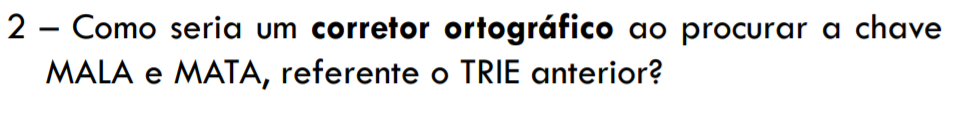 2 – Como seria um corretor ortográfico ao procurar a chave
MALA e MATA, referente o TRIE anterior?